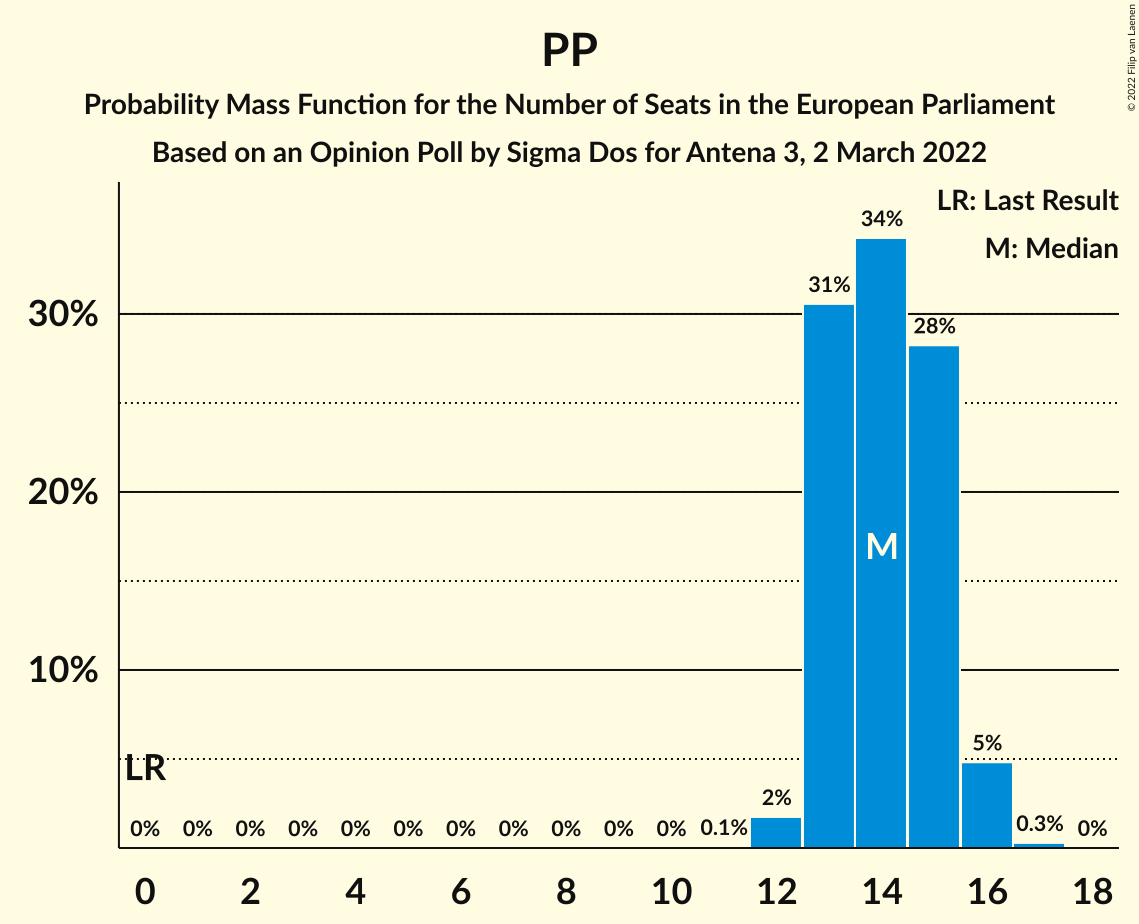 PP
Probability Mass Function for the Number of Seats in the European Parliament
Based on an Opinion Poll by Sigma Dos for Antena 3, 2 March 2022
© 2022 Filip van Laenen
LR: Last Result
M: Median
34%
31%
30%
28%
20%
M
10%
LR
5%
2%
0% 0% 0% 0% 0% 0% 0% 0% 0% 0% 0% 0.1% 0.3% 0%
0 2 4 6 8 10 12 14 16 18